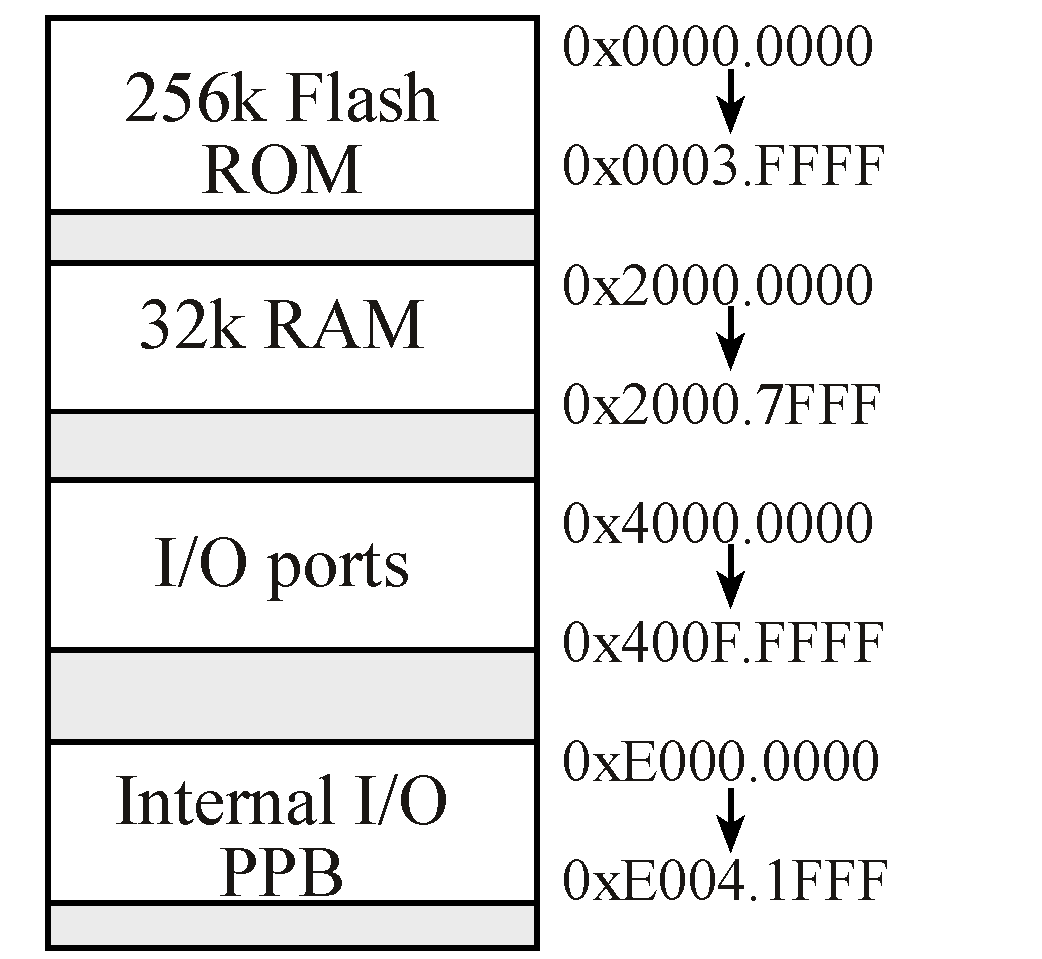 256k Flash
ROM
0x0000.0000
0x0003.FFFF
32k RAM
0x2000.0000
0x2000.7FFF
I/O ports
0x4000.0000
0x400F.FFFF
Internal I/O
PPB
0xE000.0000
0xE004.1FFF